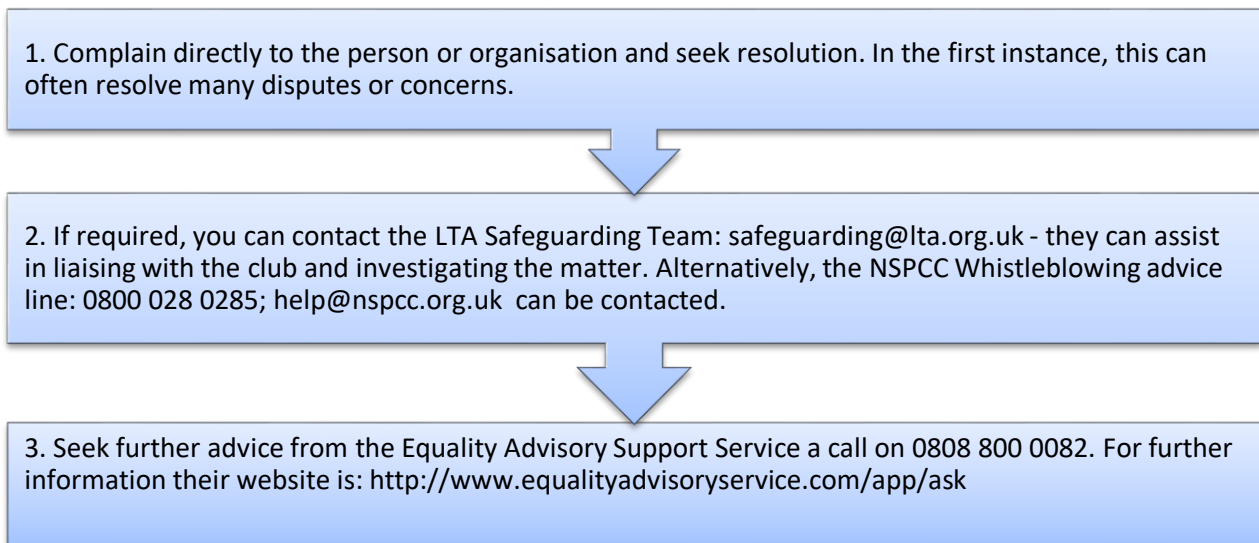 1. Complain directly to the person or organisation and seek resolution. In the first instance, this can
often resolve many disputes or concerns.
2. If required, you can contact the LTA Safeguarding Team: safeguarding@lta.org.uk - they can assist
in liaising with the club and investigating the matter. Alternatively, the NSPCC Whistleblowing advice
line: 0800 028 0285; help@nspcc.org.uk  can be contacted.
3. Seek further advice from the Equality Advisory Support Service a call on 0808 800 0082. For further
information their website is: http://www.equalityadvisoryservice.com/app/ask